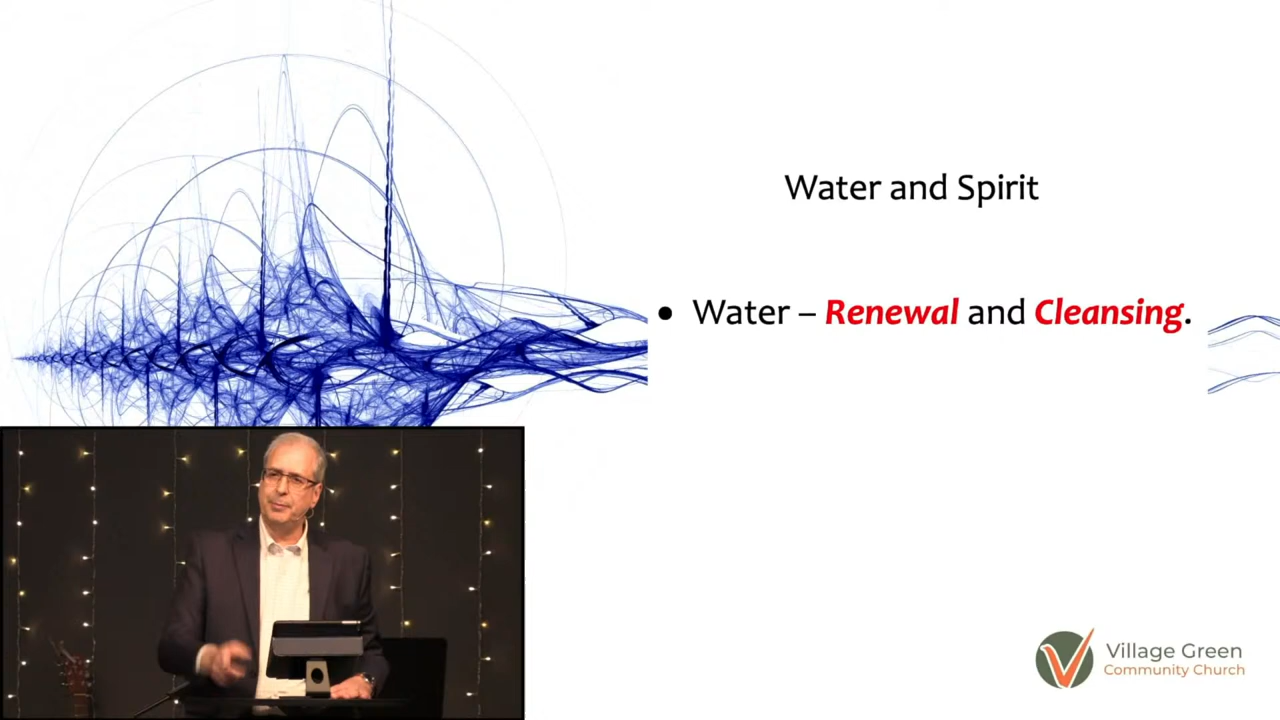 Water and Spirit
• Water – Renewal and Cleansing.
Village Green
Community Church